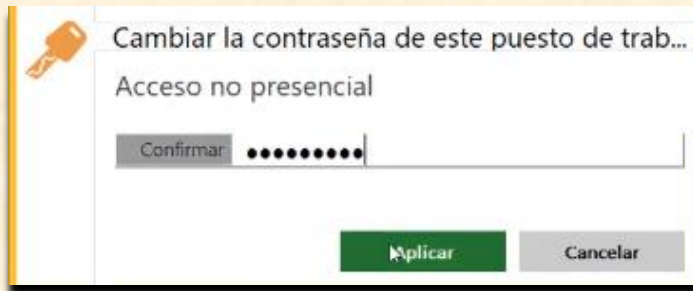 Cambiar la contraseña de este puesto de trab...
Acceso no presencial
Confirmar •••••••••
Aplicar Cancelar